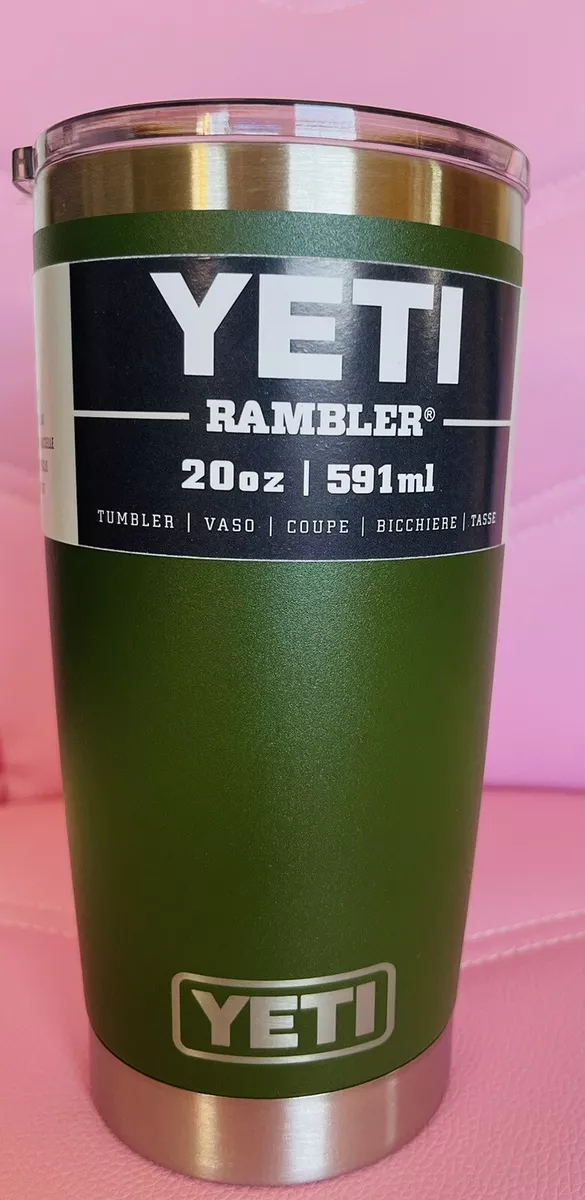 YETI
RAMBLER®
20oz | 591ml
TUMBLER | VASO | COUPE | BICCHIERE | TASSE
YETI